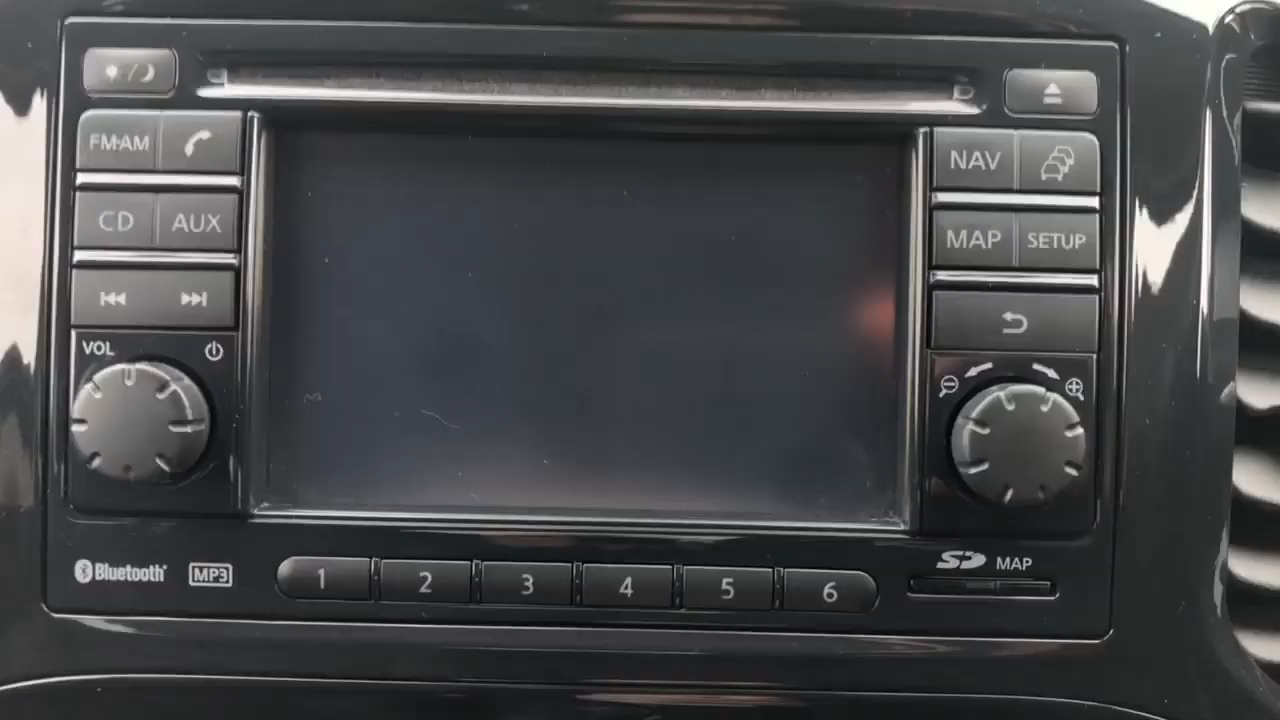 FM·AM
CD AUX
VOL
NAV
MAP SETUP
Bluetooth MP3
1 2 3 4 5 6
SD MAP